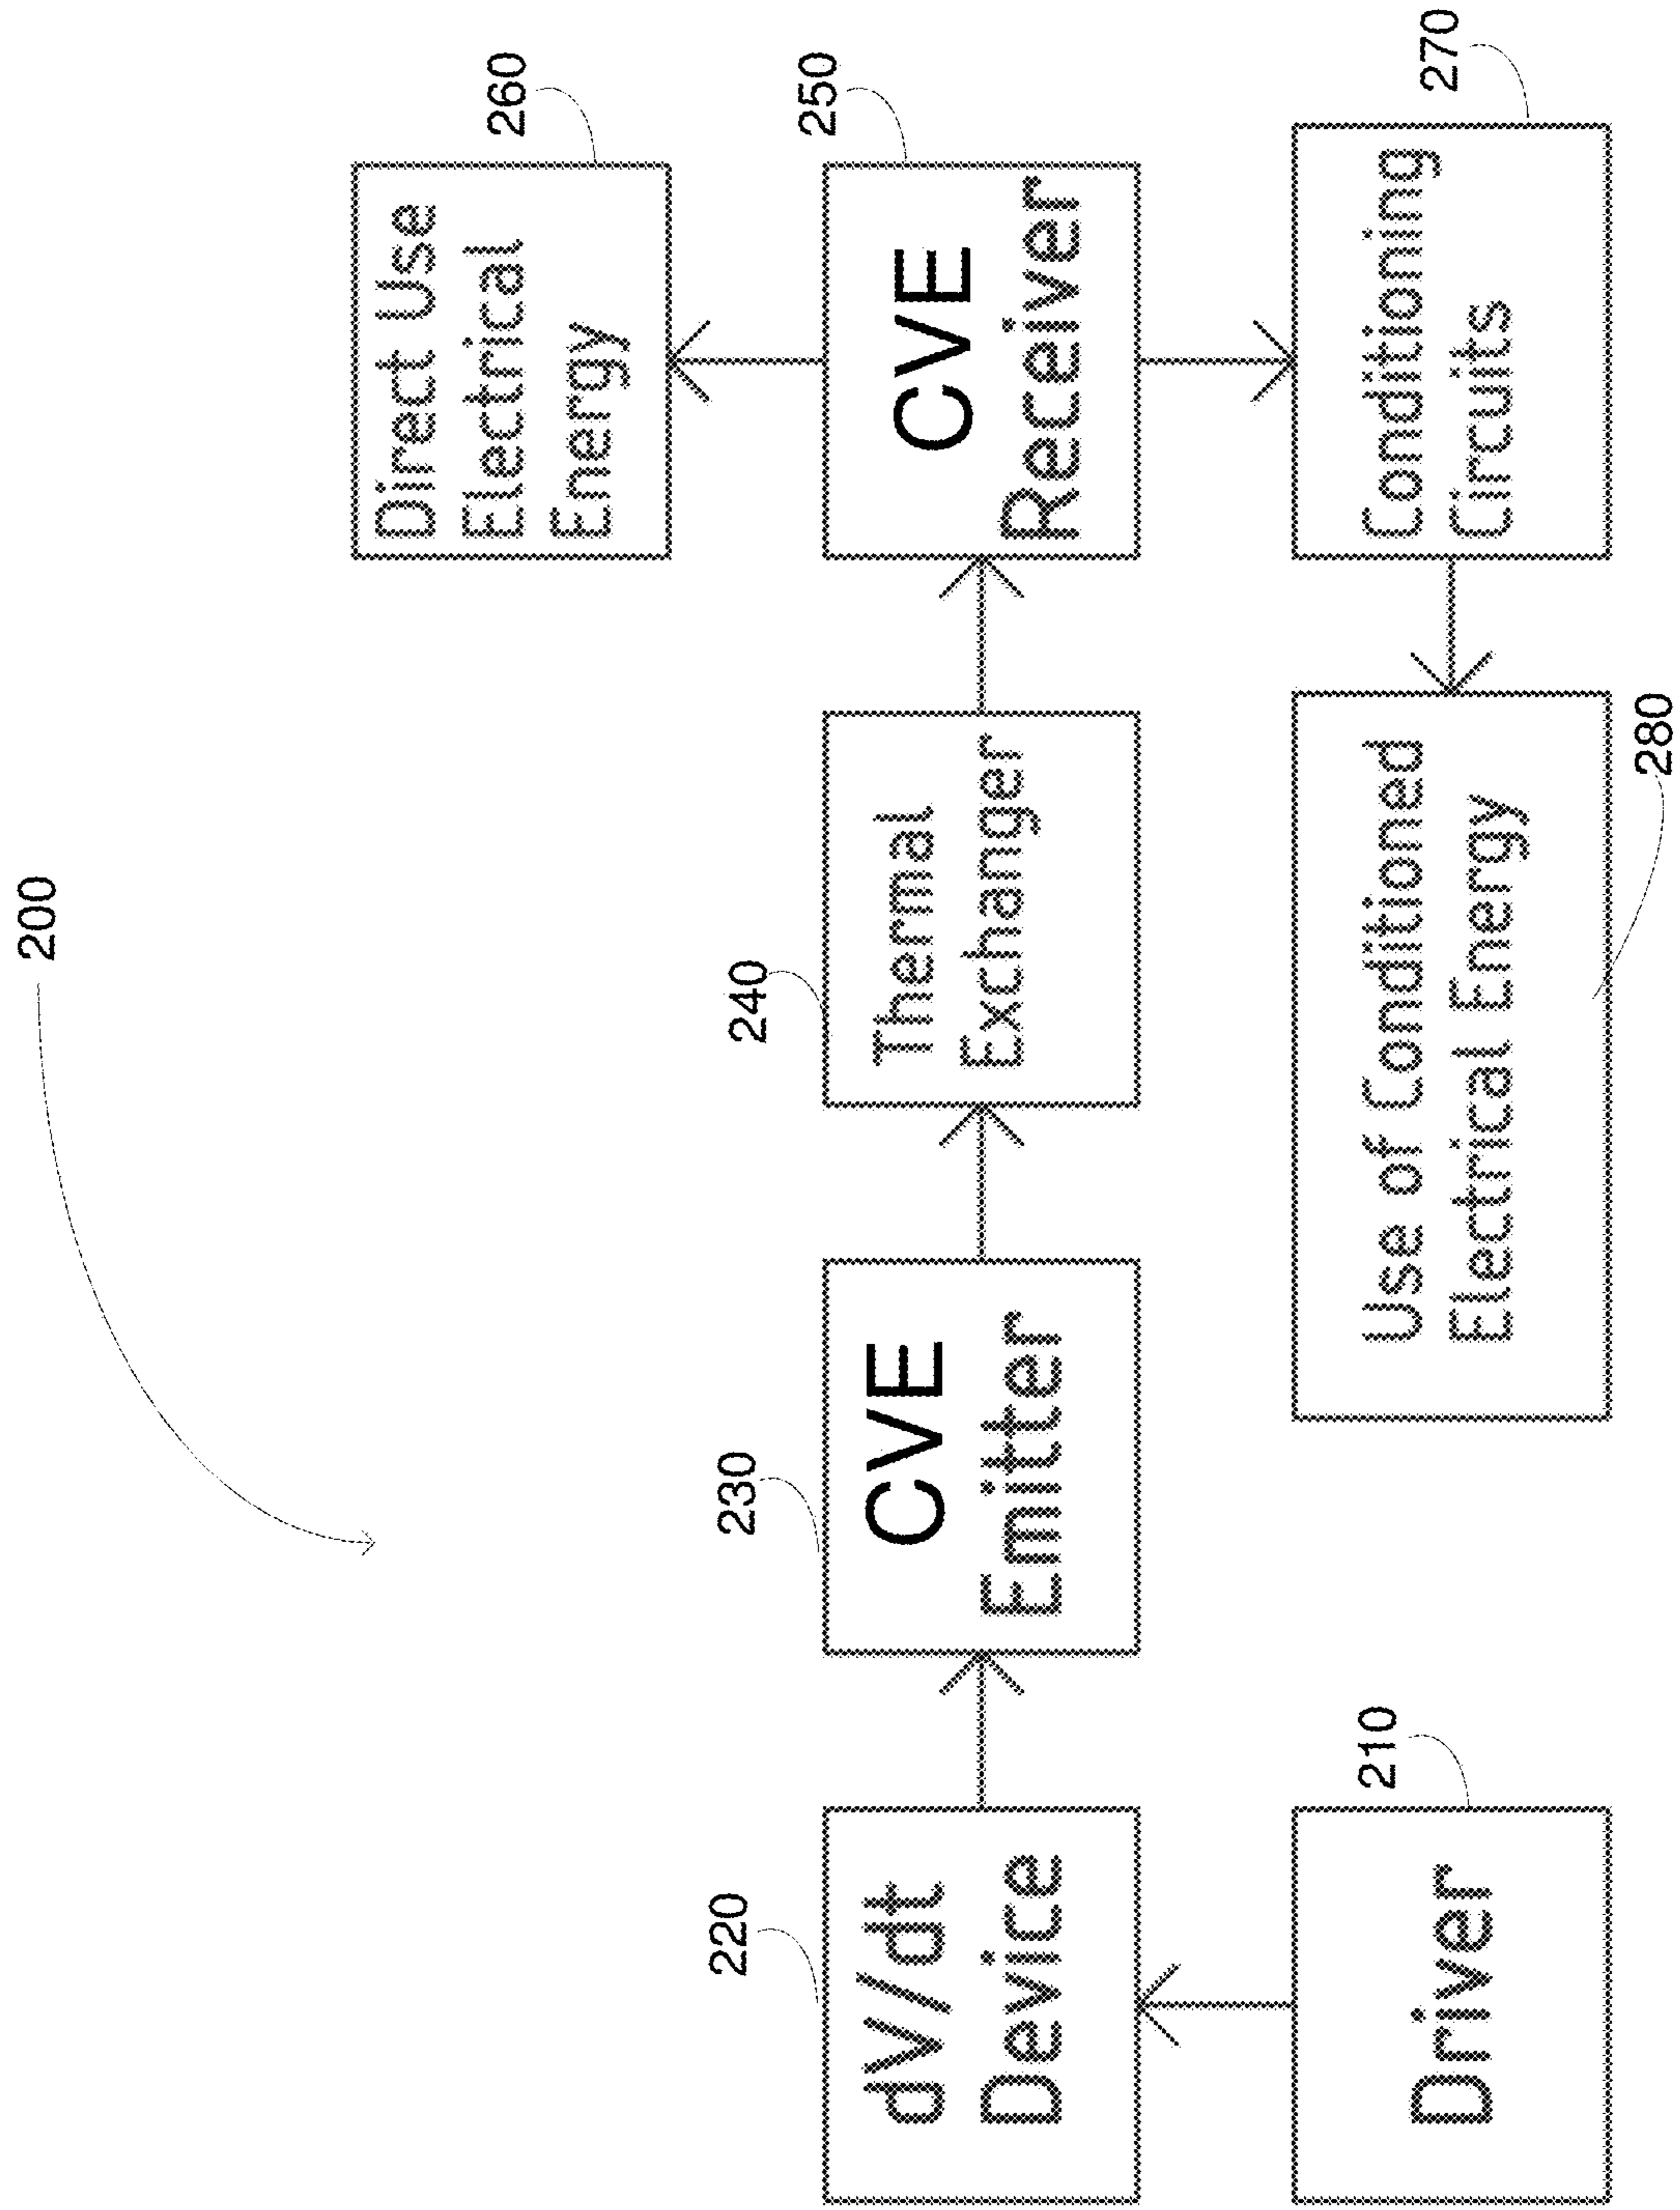 200
260
Direct Use
Electrical
Energy
220
dV/dt
Device
230
CVE
Emitter
240
Thermal
Exchanger
250
CVE
Receiver
210
Driver
280
Use of Conditioned
Electrical Energy
270
Conditioning
Circuits